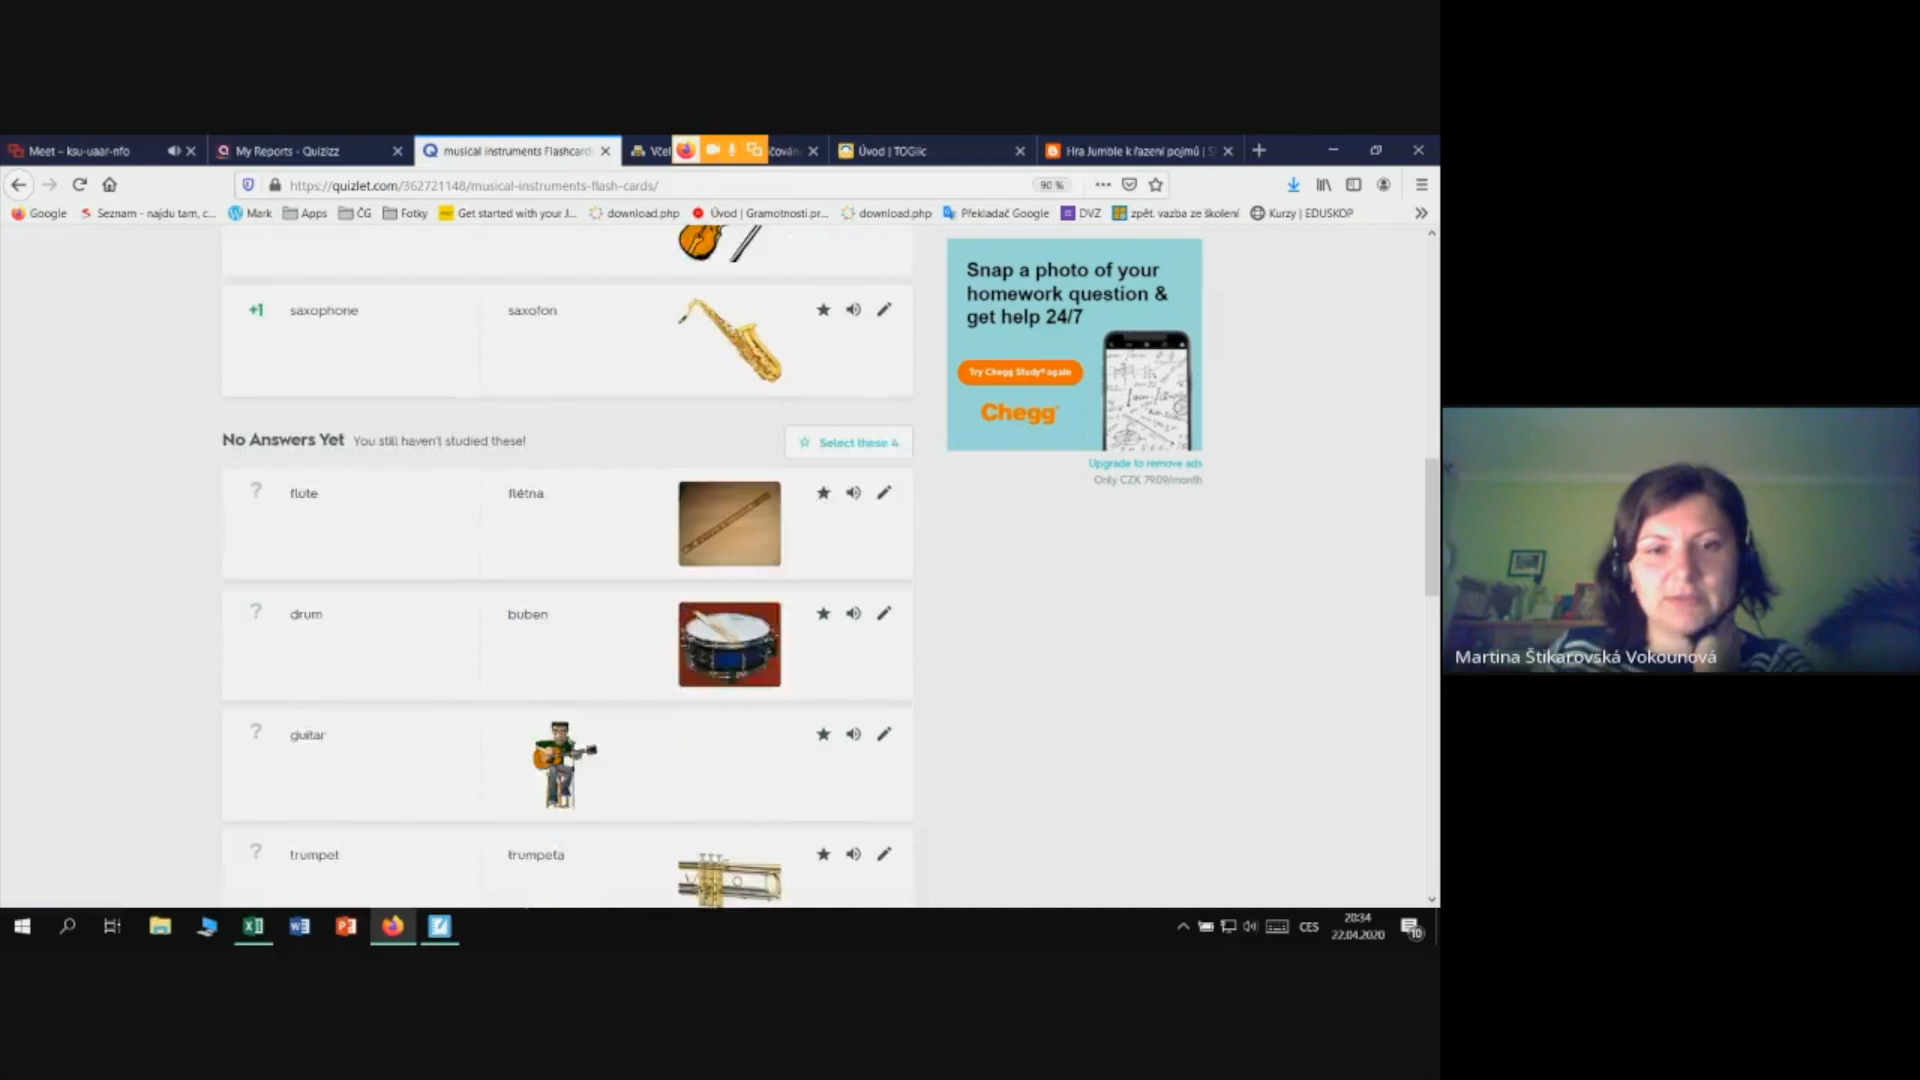 Meet – ksu-uaar-nfo
My Reports - Quizizz
musical instruments Flashcards
Včel
Úvod | TOGlic
Hra Jumble k řazení pojmů | S
https://quizlet.com/362721148/musical-instruments-flash-cards/
90 %
Google
Seznam - najdu tam, c...
Mark
Apps
ČG
Fotky
Get started with your J...
download.php
Úvod | Gramotnosti.pr...
download.php
Překladač Google
DVZ
zpět. vazba ze školení
Kurzy | EDUSKOP
+1 saxophone saxofon
No Answers Yet You still haven't studied these!
Select these 4
? flute flétna
? drum buben
? guitar
? trumpet trumpeta
Snap a photo of your
homework question &
get help 24/7
Try Chegg Study® again
Chegg®
Upgrade to remove ads
Only CZK 79.09/month
Martina Štikarovská Vokounová
CES
20:34
22.04.2020
10